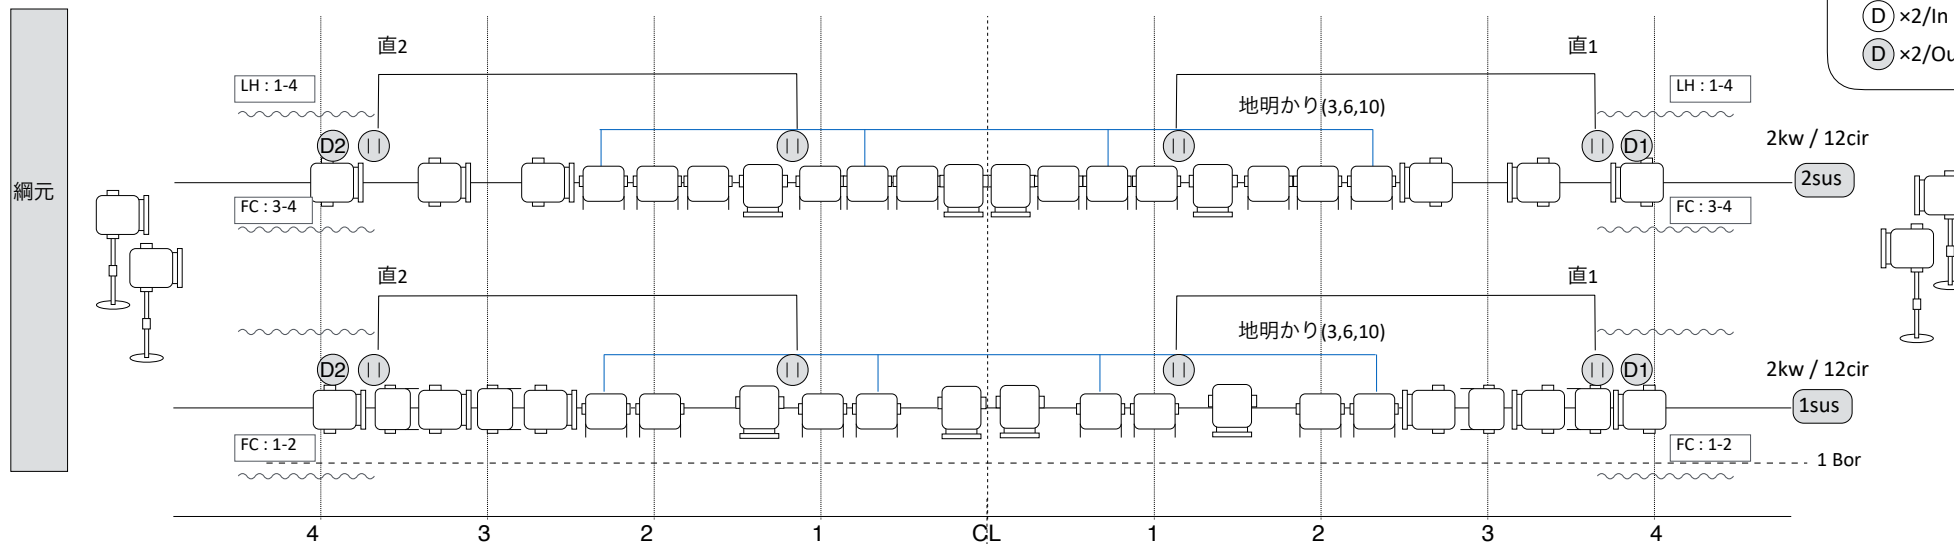 D ×2/In
直2
直1
D ×2/Ou
LH : 1-4
LH : 1-4
地明かり(3,6,10)
D2
D1
2kw / 12cir
綱元
2sus
FC : 3-4
FC : 3-4
直2
直1
地明かり(3,6,10)
D2
D1
2kw / 12cir
1sus
FC : 1-2
FC : 1-2
1 Bor
4 3 2 1 CL 1 2 3 4